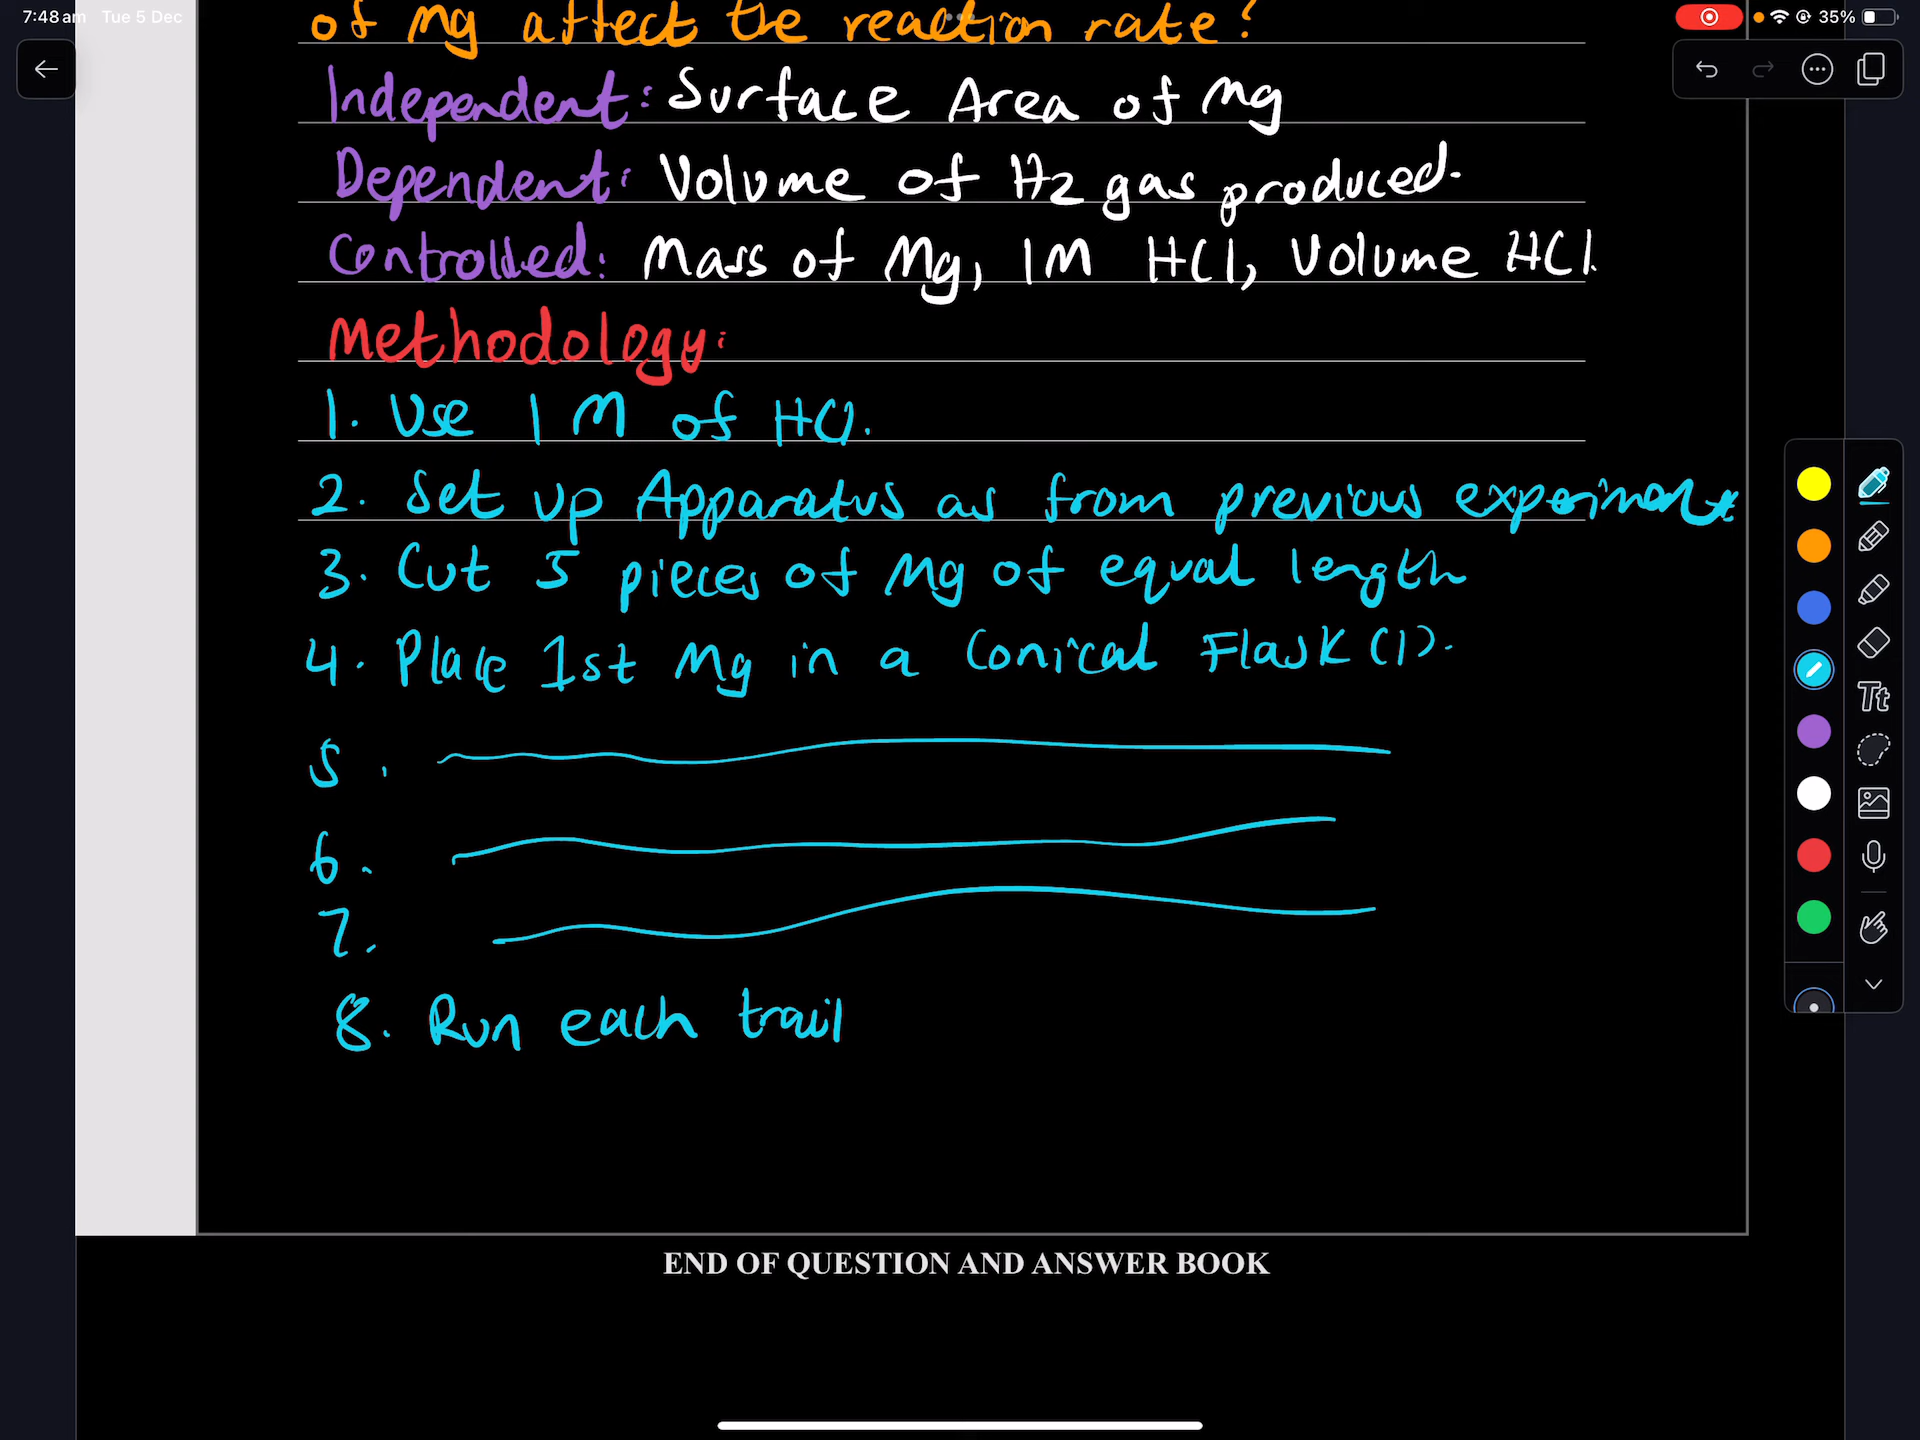 7:48 am Tue 5 Dec
35%
of Mg affect the reaction rate?
Independent: Surface Area of Mg
Dependent: Volume of H2 gas produced.
Controlled: Mass of Mg, 1M HCl, Volume HCl.
Methodology:
1. Use 1 M of HCl.
2. Set up Apparatus as from previous experiment
3. Cut 5 pieces of Mg of equal length
4. Place 1st Mg in a Conical Flask (1).
5.
6.
7.
8. Run each trail
Tt
END OF QUESTION AND ANSWER BOOK